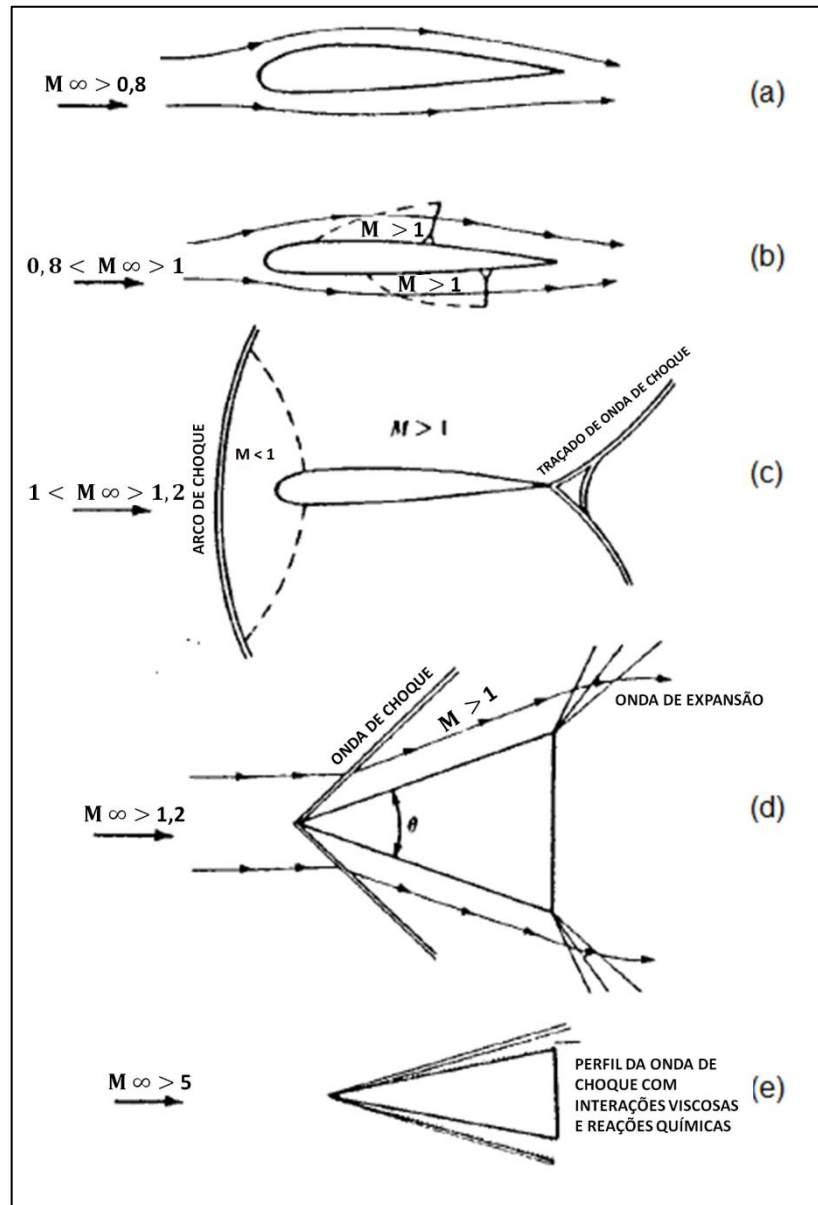 M ∞ > 0,8
(a)
M > 1
0,8 < M ∞ > 1
M > 1
(b)
ARCO DE CHOQUE
M < 1
M > 1
TRAÇADO DE ONDA DE CHOQUE
1 < M ∞ > 1,2
(c)
ONDA DE CHOQUE
M > 1
ONDA DE EXPANSÃO
M ∞ > 1,2
θ
(d)
M ∞ > 5
PERFIL DA ONDA DE
CHOQUE COM
INTERAÇÕES VISCOSAS
E REAÇÕES QUÍMICAS
(e)